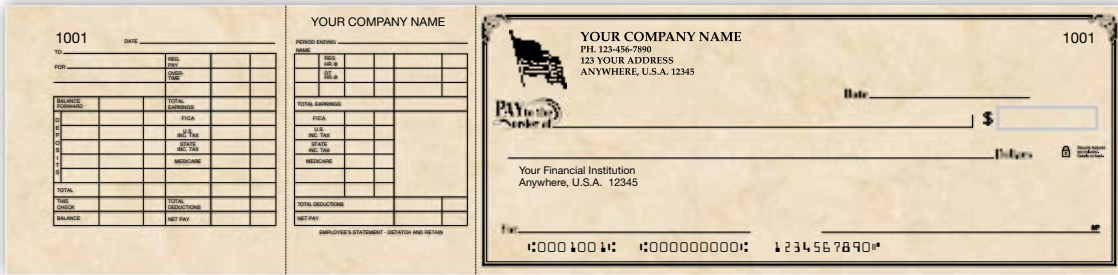 1001
DATE
TO
FOR
REG. PAY
OVER-TIME
BALANCE FORWARD
TOTAL EARNINGS
DEPOSITS
FICA
U.S. INC. TAX
STATE INC. TAX
MEDICARE
TOTAL
THIS CHECK
TOTAL DEDUCTIONS
BALANCE
NET PAY
YOUR COMPANY NAME
PERIOD ENDING
NAME
REG HR.@
OT HR.@
TOTAL EARNINGS
FICA
U.S. INC. TAX
STATE INC. TAX
MEDICARE
TOTAL DEDUCTIONS
NET PAY
EMPLOYEE'S STATEMENT - DETATCH AND RETAIN
YOUR COMPANY NAME
PH. 123-456-7890
123 YOUR ADDRESS
ANYWHERE, U.S.A. 12345
1001
Date
PAY to the
Order of
$
Dollars
Your Financial Institution
Anywhere, U.S.A. 12345
For
MP
⑆000100⑆ ⑆000000000⑆ 1234567890⑈